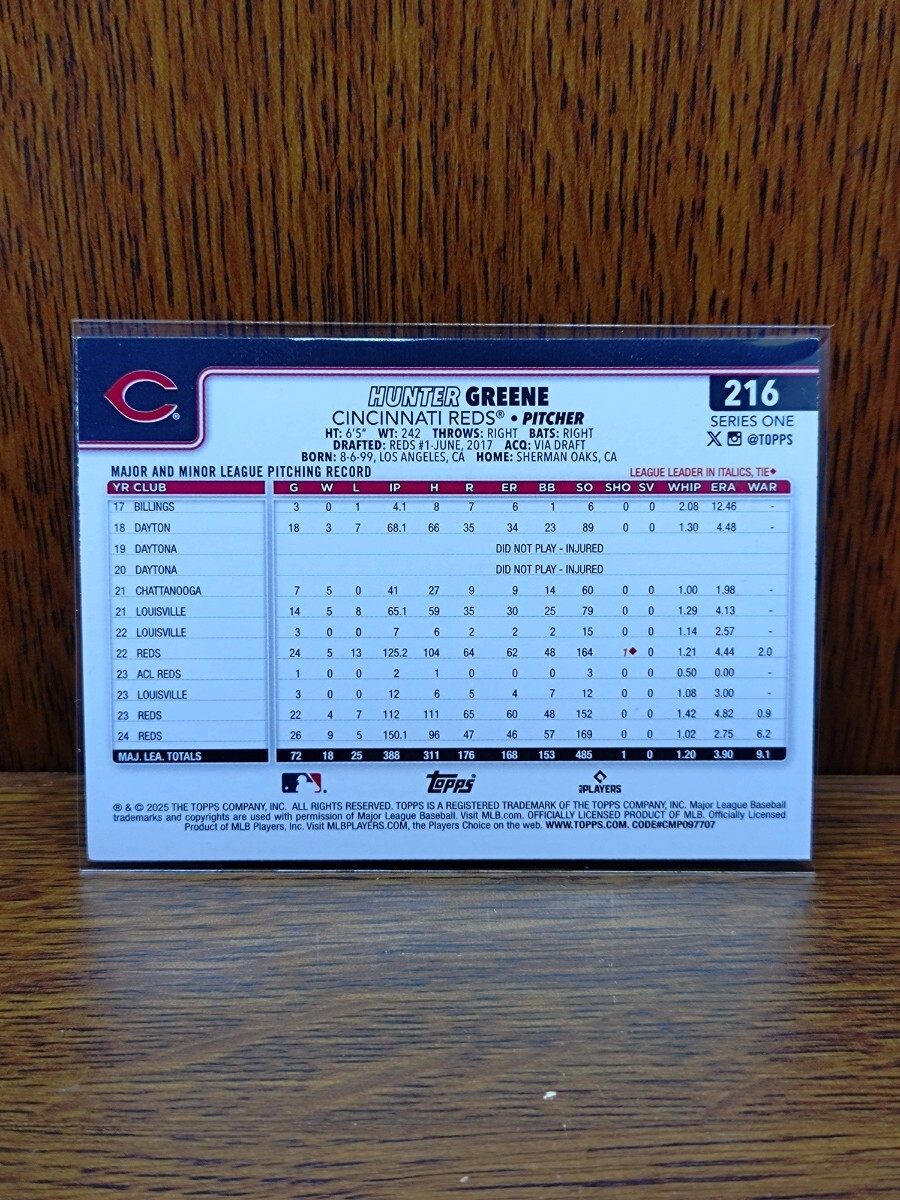 C®
HUNTER GREENE
216
CINCINNATI REDS® • PITCHER
SERIES ONE
HT: 6'5" WT: 242 THROWS: RIGHT BATS: RIGHT
@TOPPS
DRAFTED: REDS #1-JUNE, 2017 ACQ: VIA DRAFT
BORN: 8-6-99, LOS ANGELES, CA HOME: SHERMAN OAKS, CA
MAJOR AND MINOR LEAGUE PITCHING RECORD LEAGUE LEADER IN ITALICS, TIE♦
YR CLUB G W L IP H R ER BB SO SHO SV WHIP ERA WAR
17 BILLINGS 3 0 1 4.1 8 7 6 1 6 0 0 2.08 12.46 -
18 DAYTON 18 3 7 68.1 66 35 34 23 89 0 0 1.30 4.48 -
19 DAYTONA DID NOT PLAY - INJURED
20 DAYTONA DID NOT PLAY - INJURED
21 CHATTANOOGA 7 5 0 41 27 9 9 14 60 0 0 1.00 1.98 -
21 LOUISVILLE 14 5 8 65.1 59 35 30 25 79 0 0 1.29 4.13 -
22 LOUISVILLE 3 0 0 7 6 2 2 2 15 0 0 1.14 2.57 -
22 REDS 24 5 13 125.2 104 64 62 48 164 1♦ 0 1.21 4.44 2.0
23 ACL REDS 1 0 0 2 1 0 0 0 3 0 0 0.50 0.00 -
23 LOUISVILLE 3 0 0 12 6 5 4 7 12 0 0 1.08 3.00 -
23 REDS 22 4 7 112 111 65 60 48 152 0 0 1.42 4.82 0.9
24 REDS 26 9 5 150.1 96 47 46 57 169 0 0 1.02 2.75 6.2
MAJ. LEA. TOTALS 72 18 25 388 311 176 168 153 485 1 0 1.20 3.90 9.1
Topps® MLB PLAYERS
® & © 2025 THE TOPPS COMPANY, INC. ALL RIGHTS RESERVED. TOPPS IS A REGISTERED TRADEMARK OF THE TOPPS COMPANY, INC. Major League Baseball
trademarks and copyrights are used with permission of Major League Baseball. Visit MLB.com. OFFICIALLY LICENSED PRODUCT OF MLB. Officially Licensed
Product of MLB Players, Inc. Visit MLBPLAYERS.COM, the Players Choice on the web. WWW.TOPPS.COM. CODE#CMP097707